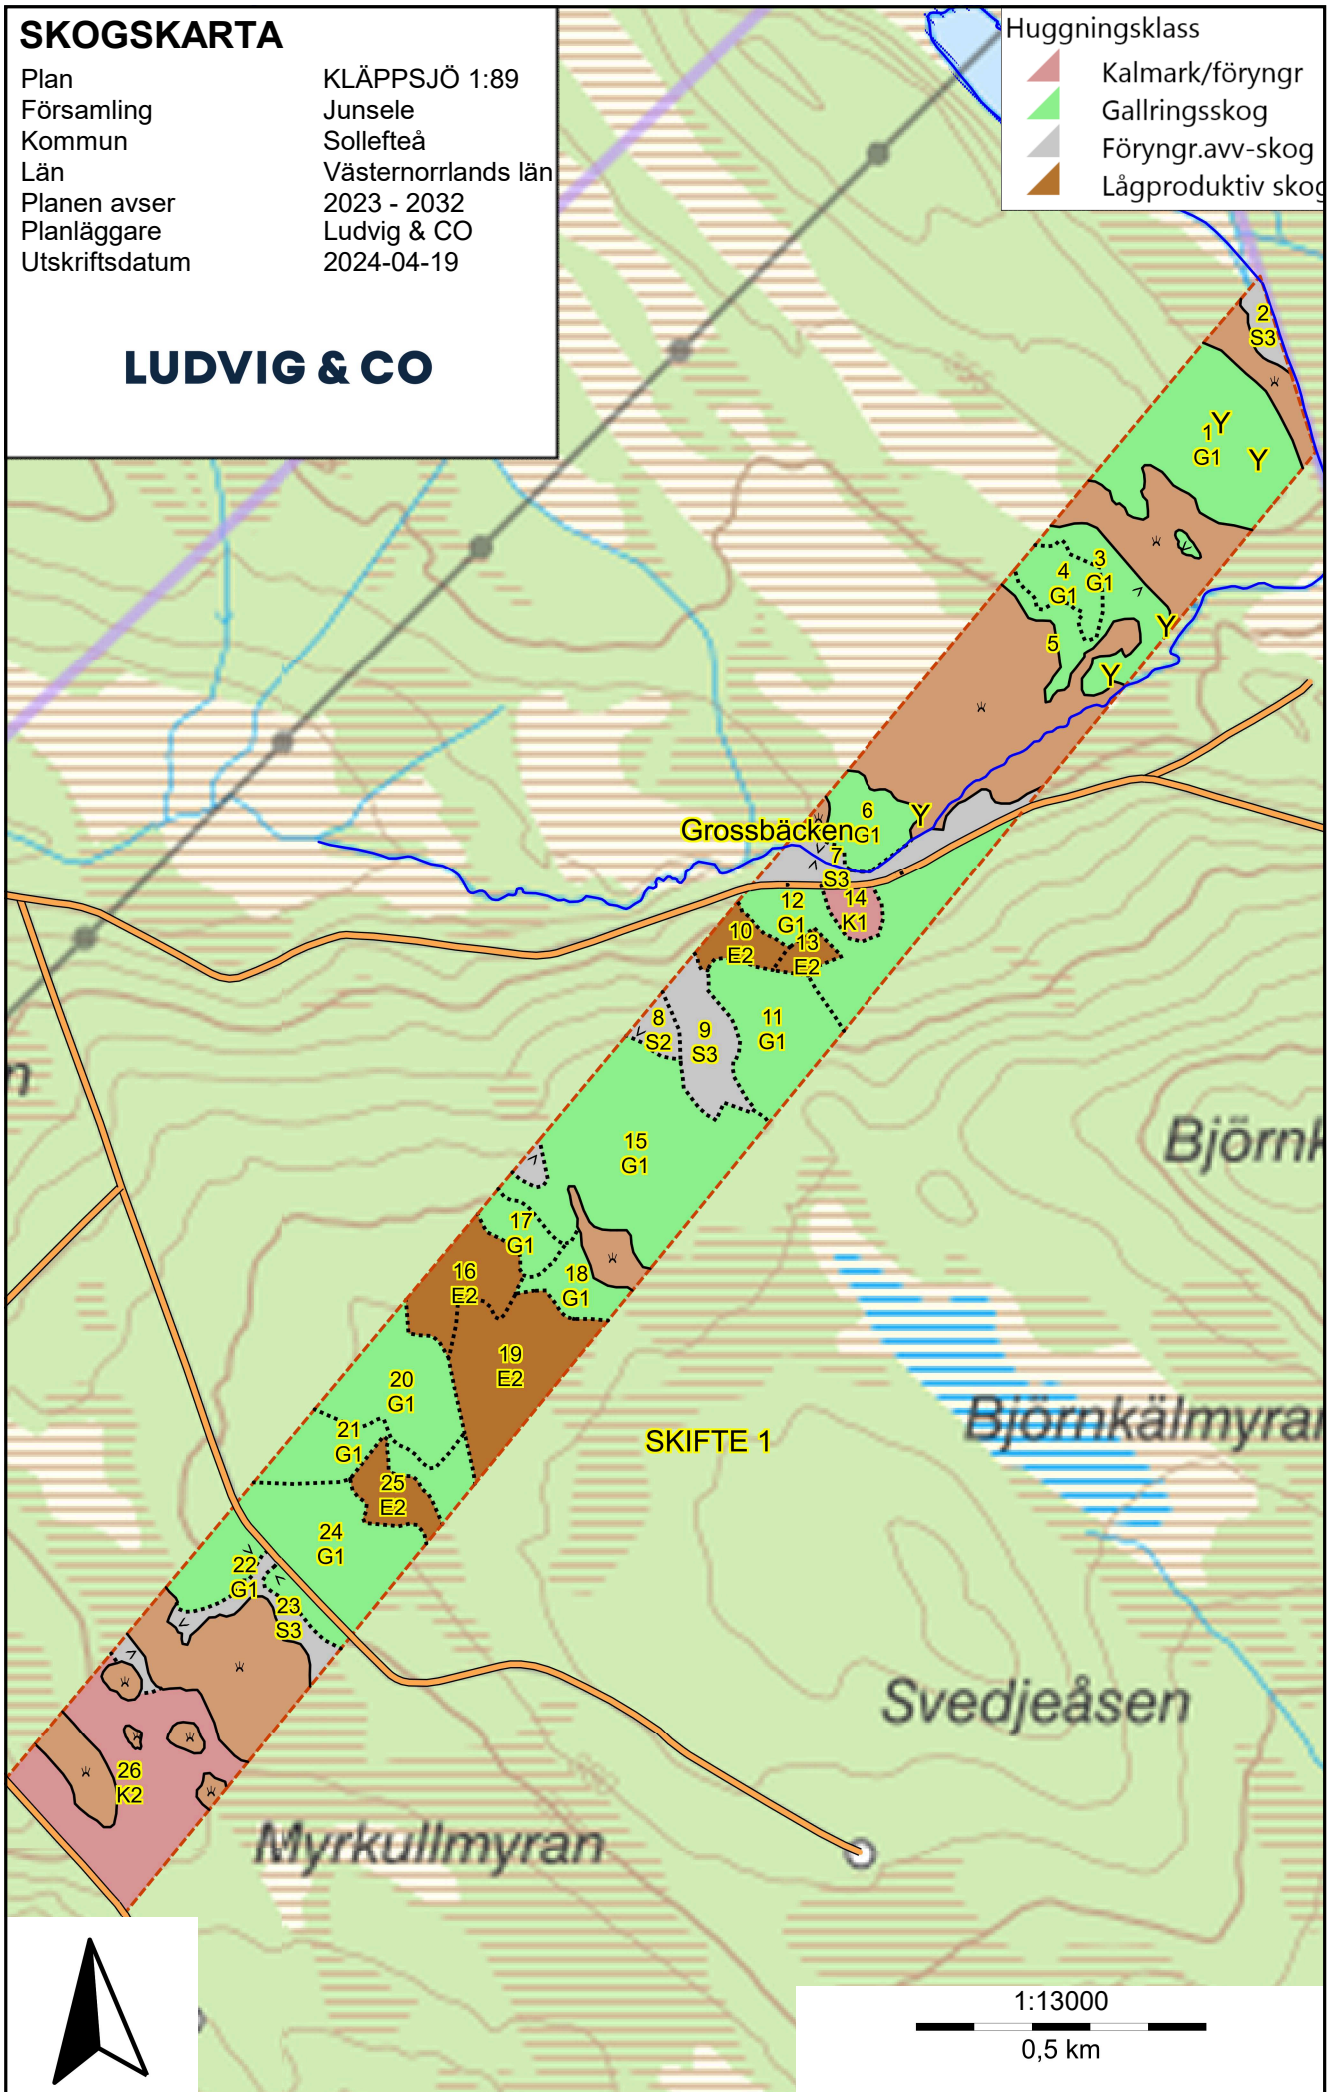 SKOGSKARTA
Plan KLÄPPSJÖ 1:89
Församling Junsele
Kommun Sollefteå
Län Västernorrlands län
Planen avser 2023 - 2032
Planläggare Ludvig & CO
Utskriftsdatum 2024-04-19
LUDVIG & CO
Huggningsklass
Kalmark/föryngr
Gallringsskog
Föryngr.avv-skog
Lågproduktiv skog
2
S3
1
G1
Y
Y
3
G1
4
G1
5
Y
Y
6
G1
Y
Grossbäcken
7
S3
12
G1
14
K1
10
E2
13
E2
8
S2
9
S3
11
G1
n
Björnk
15
G1
17
G1
16
E2
18
G1
19
E2
20
G1
Björnkälmyran
21
G1
SKIFTE 1
25
E2
24
G1
22
G1
23
S3
Svedjeåsen
26
K2
Myrkullmyran
1:13000
0,5 km